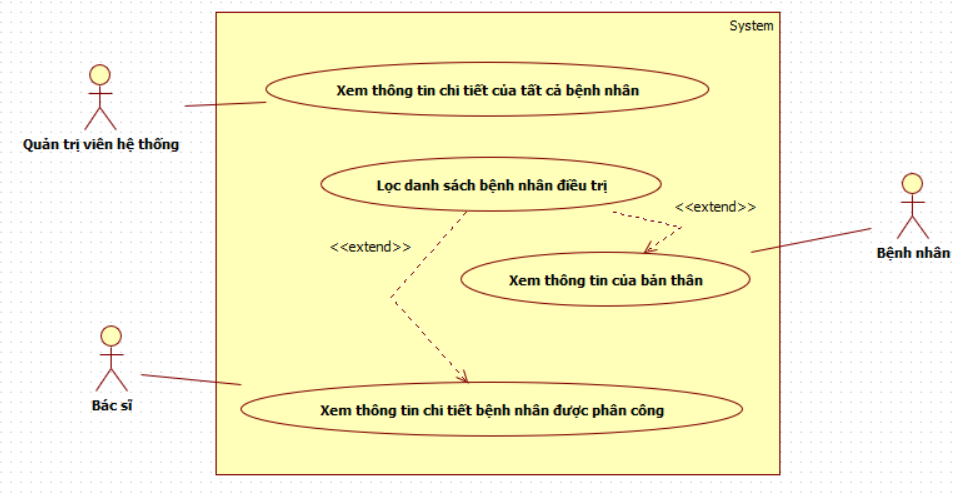 System
Xem thông tin chi tiết của tất cả bệnh nhân
Quản trị viên hệ thống
Lọc danh sách bệnh nhân điều trị
<<extend>>
<<extend>>
Bệnh nhân
Xem thông tin của bản thân
Bác sĩ
Xem thông tin chi tiết bệnh nhân được phân công